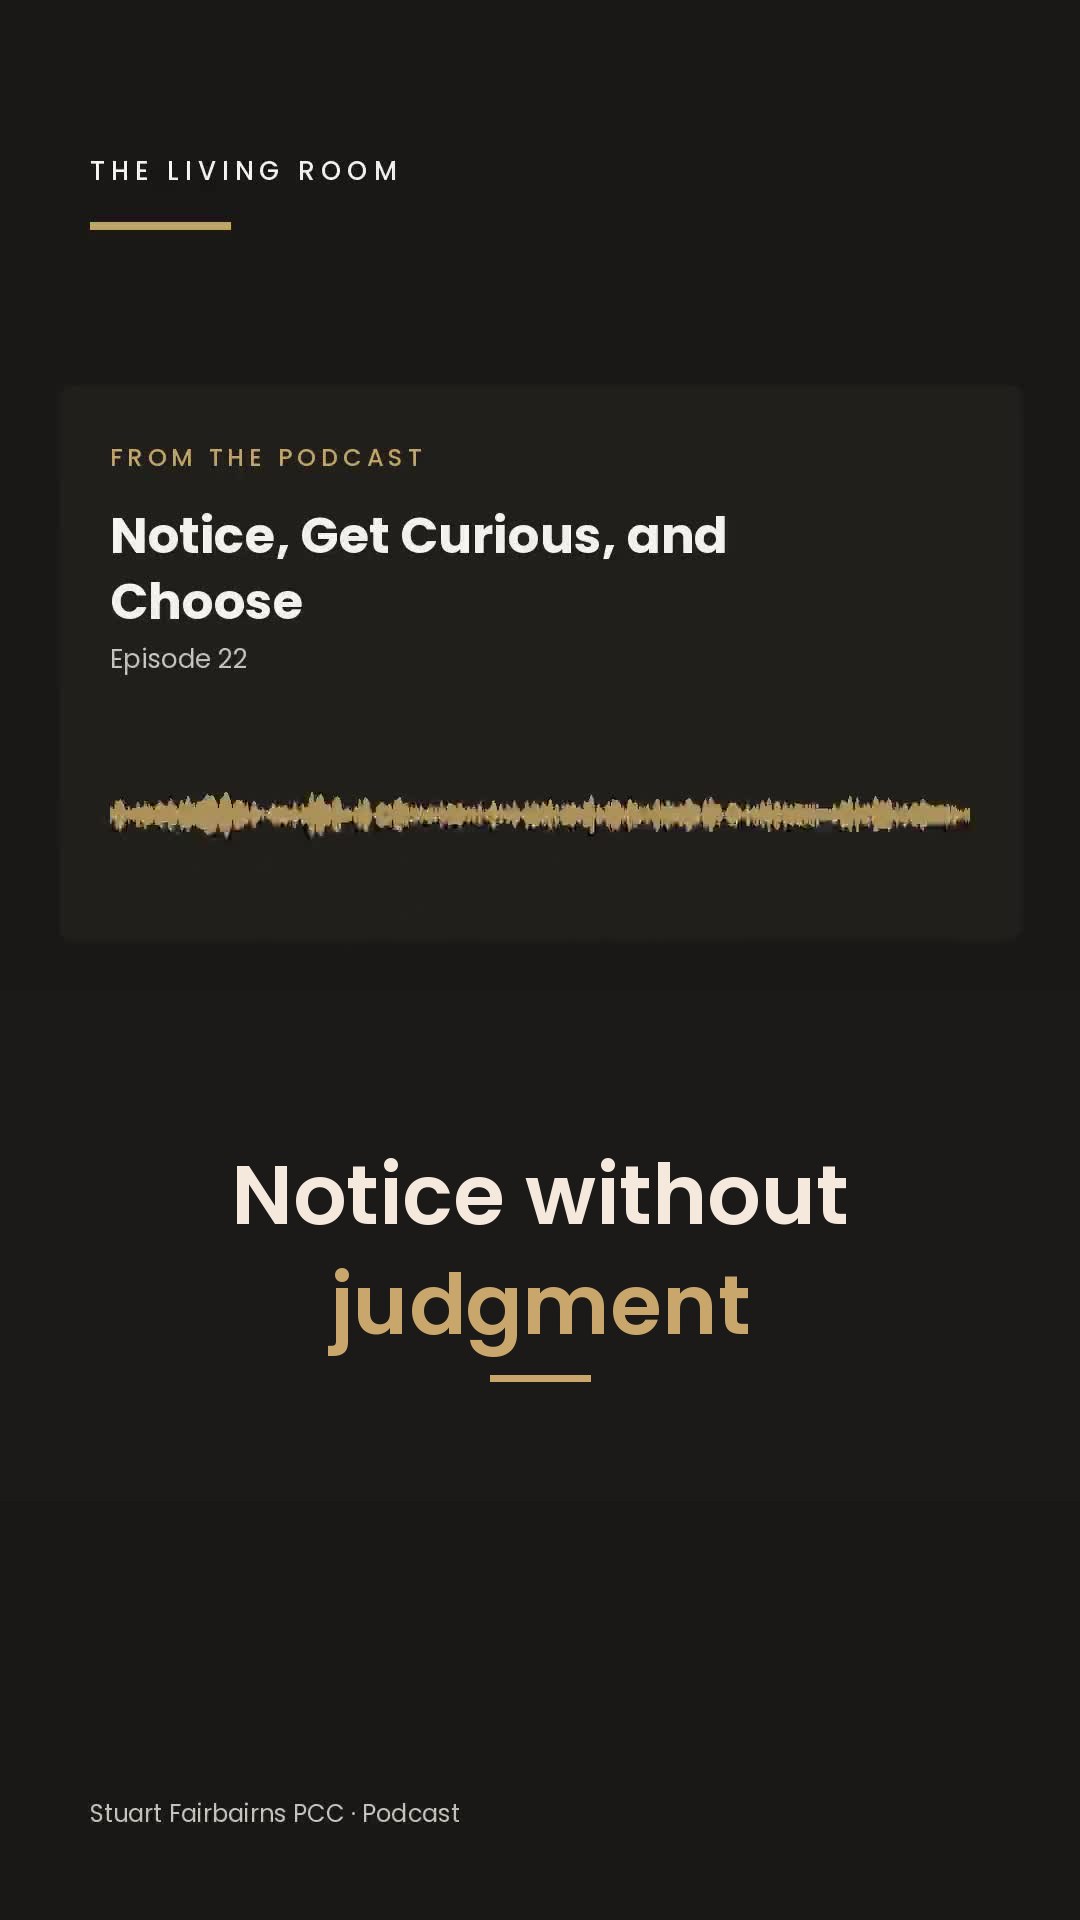 THE LIVING ROOM
FROM THE PODCAST
Notice, Get Curious, and
Choose
Episode 22
Notice without
judgment
Stuart Fairbairns PCC · Podcast